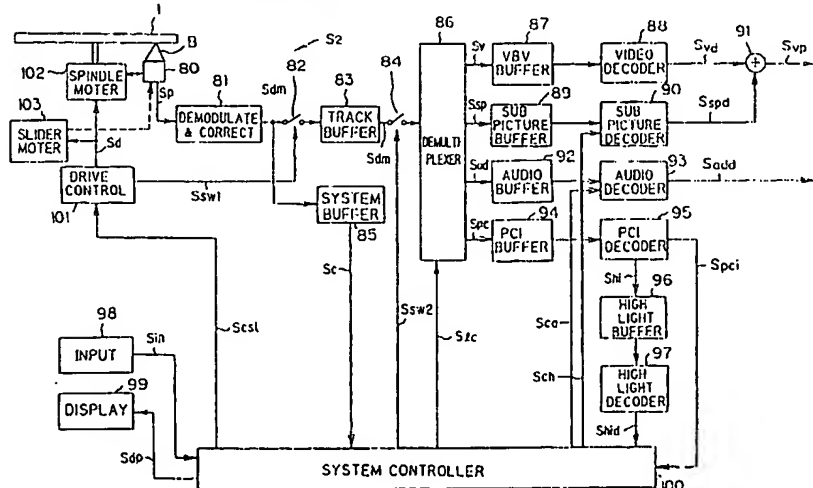 1
B
102
SPINDLE
MOTER
80
Sp
103
SLIDER
MOTER
Sd
DRIVE
CONTROL
101
81
DEMODULATE
& CORRECT
Sdm
82
S2
83
TRACK
BUFFER
84
Sdm
Ssw1
SYSTEM
BUFFER
85
Sc
Scsl
Ssw2
Slc
86
DEMULTI
PLEXER
Sv
87
VBV
BUFFER
88
VIDEO
DECODER
Svd
91
Svp
Ssp
SUB
PICTURE
BUFFER
89
90
SUB
PICTURE
DECODER
Sspd
Sud
92
AUDIO
BUFFER
93
AUDIO
DECODER
Sadd
Spc
94
PCI
BUFFER
95
PCI
DECODER
Spci
Shi
96
HIGH
LIGHT
BUFFER
97
HIGH
LIGHT
DECODER
Shid
Sca
Sch
98
INPUT
Sin
99
DISPLAY
Sdp
SYSTEM CONTROLLER
100